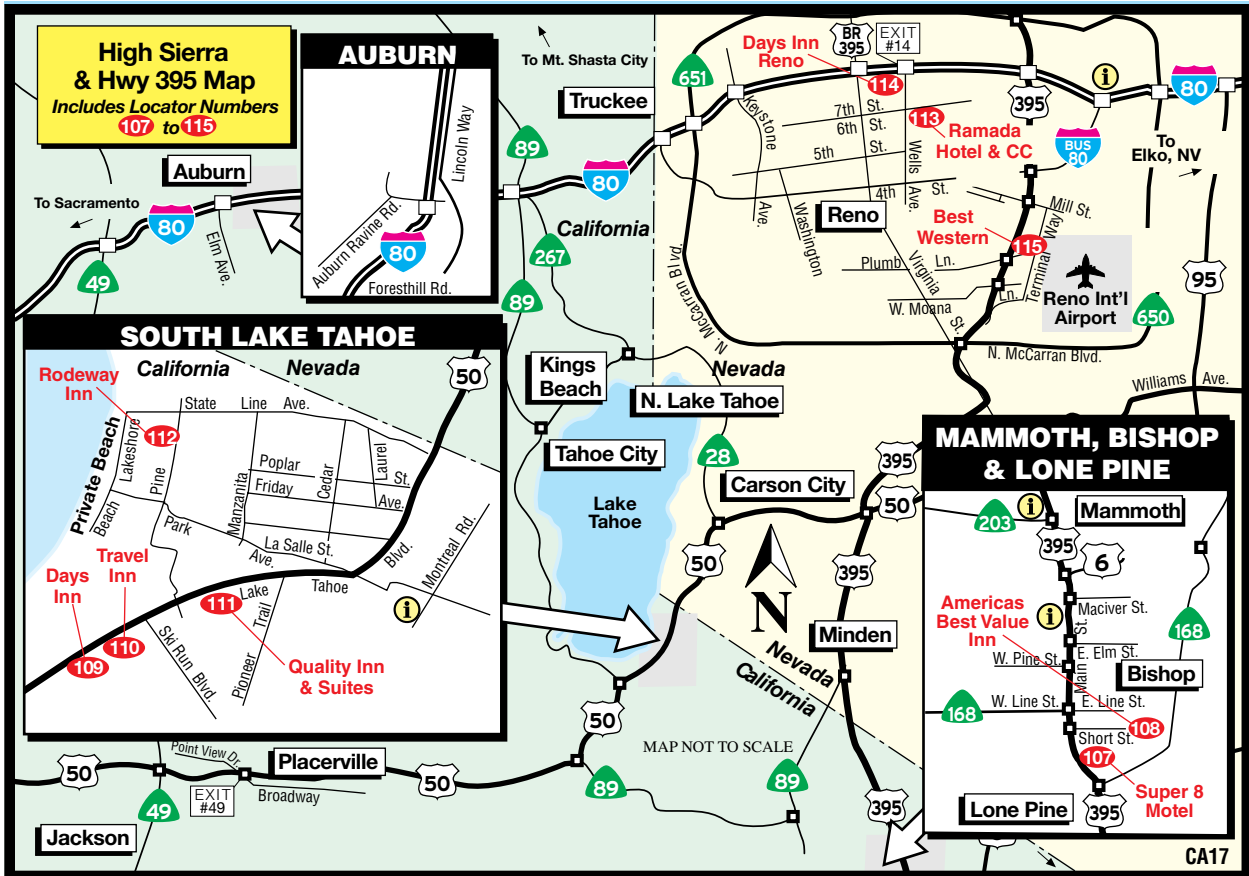 High Sierra
& Hwy 395 Map
Includes Locator Numbers
107 to 115
AUBURN
Lincoln Way
Auburn Ravine Rd.
80
Foresthill Rd.
To Mt. Shasta City
Truckee
89
80
Auburn
To Sacramento
80
Elm Ave.
49
California
267
89
651
BR
395
EXIT
#14
Days Inn
Reno
114
Keystone
Ave.
7th St.
6th St.
5th St.
4th St.
Wells
Ave.
113
Ramada
Hotel & CC
395
i
80
BUS
80
To
Elko, NV
Washington
Reno
Mill St.
Best
Western
115
Terminal Way
Plumb Ln.
Virginia
St.
W. Moana Ln.
Reno Int'l
Airport
95
650
N. McCarran Blvd.
N. McCarran Blvd.
Nevada
Williams Ave.
Kings
Beach
N. Lake Tahoe
Tahoe City
28
Lake
Tahoe
Carson City
395
50
50
395
N
Minden
Nevada
California
SOUTH LAKE TAHOE
California
Nevada
50
Rodeway
Inn
112
State Line Ave.
Private Beach
Lakeshore
Beach
Pine
Manzanita
Poplar St.
Friday Ave.
Cedar
Laurel
Park Ave.
La Salle St.
Lake Tahoe Blvd.
Montreal Rd.
i
Travel
Inn
Days
Inn
111
110
109
Quality Inn
& Suites
Ski Run Blvd.
Pioneer Trail
50
MAP NOT TO SCALE
89
89
395
50
Point View Dr.
Placerville
50
Broadway
EXIT
#49
49
Jackson
MAMMOTH, BISHOP
& LONE PINE
203
i
Mammoth
395
6
Americas
Best Value
Inn
i
Maciver St.
168
E. Elm St.
W. Pine St.
Main St.
Bishop
W. Line St.
E. Line St.
168
108
Short St.
107
Super 8
Motel
Lone Pine
395
CA17